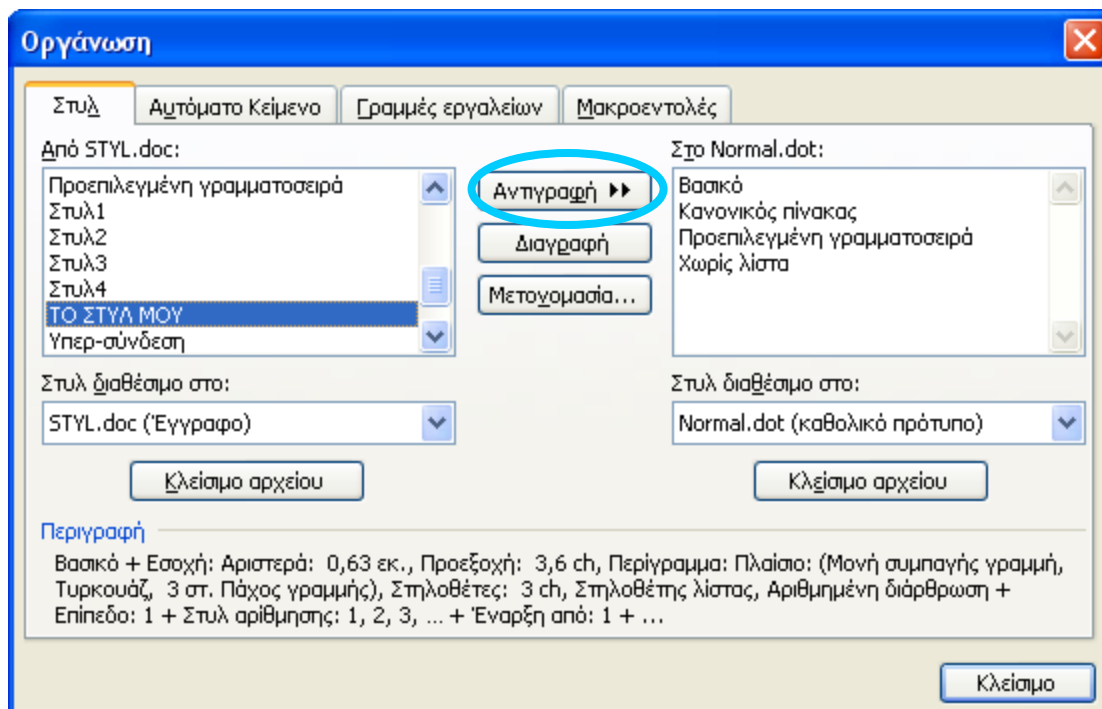 Οργάνωση
Στυλ
Αυτόματο Κείμενο
Γραμμές εργαλείων
Μακροεντολές
Από STYL.doc:
Προεπιλεγμένη γραμματοσειρά
Στυλ1
Στυλ2
Στυλ3
Στυλ4
ΤΟ ΣΤΥΛ ΜΟΥ
Υπερ-σύνδεση
Αντιγραφή
Διαγραφή
Μετονομασία...
Στο Normal.dot:
Βασικό
Κανονικός πίνακας
Προεπιλεγμένη γραμματοσειρά
Χωρίς λίστα
Στυλ διαθέσιμο στο:
STYL.doc (Έγγραφο)
Κλείσιμο αρχείου
Στυλ διαθέσιμο στο:
Normal.dot (καθολικό πρότυπο)
Κλείσιμο αρχείου
Περιγραφή
Βασικό + Εσοχή: Αριστερά: 0,63 εκ., Προεξοχή: 3,6 ch, Περίγραμμα: Πλαίσιο: (Μονή συμπαγής γραμμή,
Τυρκουάζ, 3 στ. Πάχος γραμμής), Στηλοθέτες: 3 ch, Στηλοθέτης λίστας, Αριθμημένη διάρθρωση +
Επίπεδο: 1 + Στυλ αρίθμησης: 1, 2, 3, ... + Έναρξη από: 1 + ...
Κλείσιμο